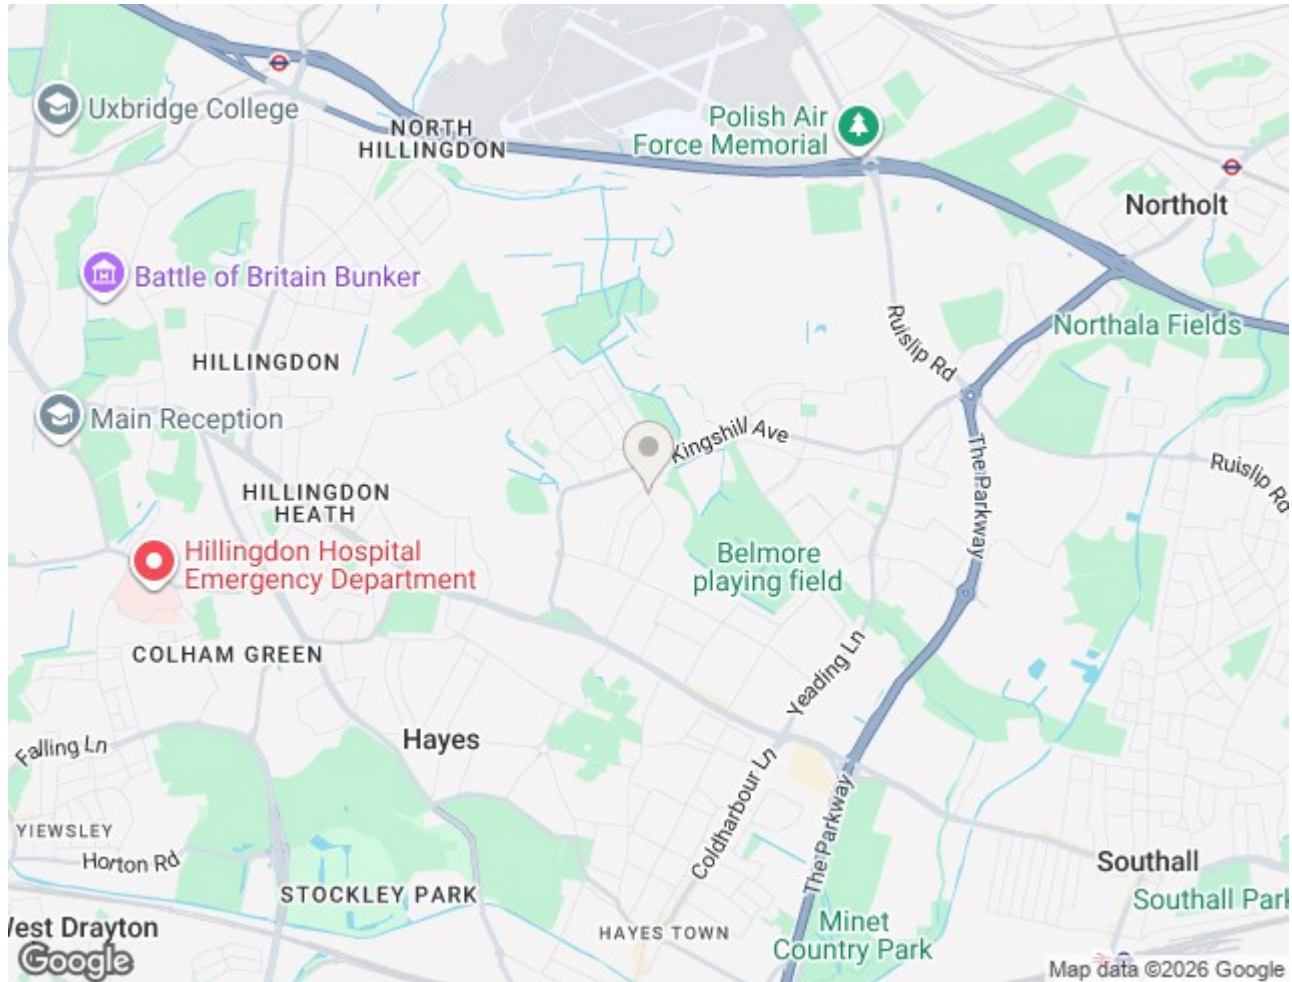 Uxbridge College
NORTH
HILLINGDON
Polish Air
Force Memorial
Northolt
Battle of Britain Bunker
Ruislip Rd
Northala Fields
HILLINGDON
Main Reception
Kingshill Ave
The Parkway
Ruislip Rd
HILLINGDON
HEATH
Hillingdon Hospital
Emergency Department
Belmore
playing field
COLHAM GREEN
Yeading Ln
Falling Ln
Hayes
Coldharbour Ln
The Parkway
YIEWSLEY
Horton Rd
Southall
STOCKLEY PARK
Southall Park
West Drayton
HAYES TOWN
Minet
Country Park
Google
Map data ©2026 Google